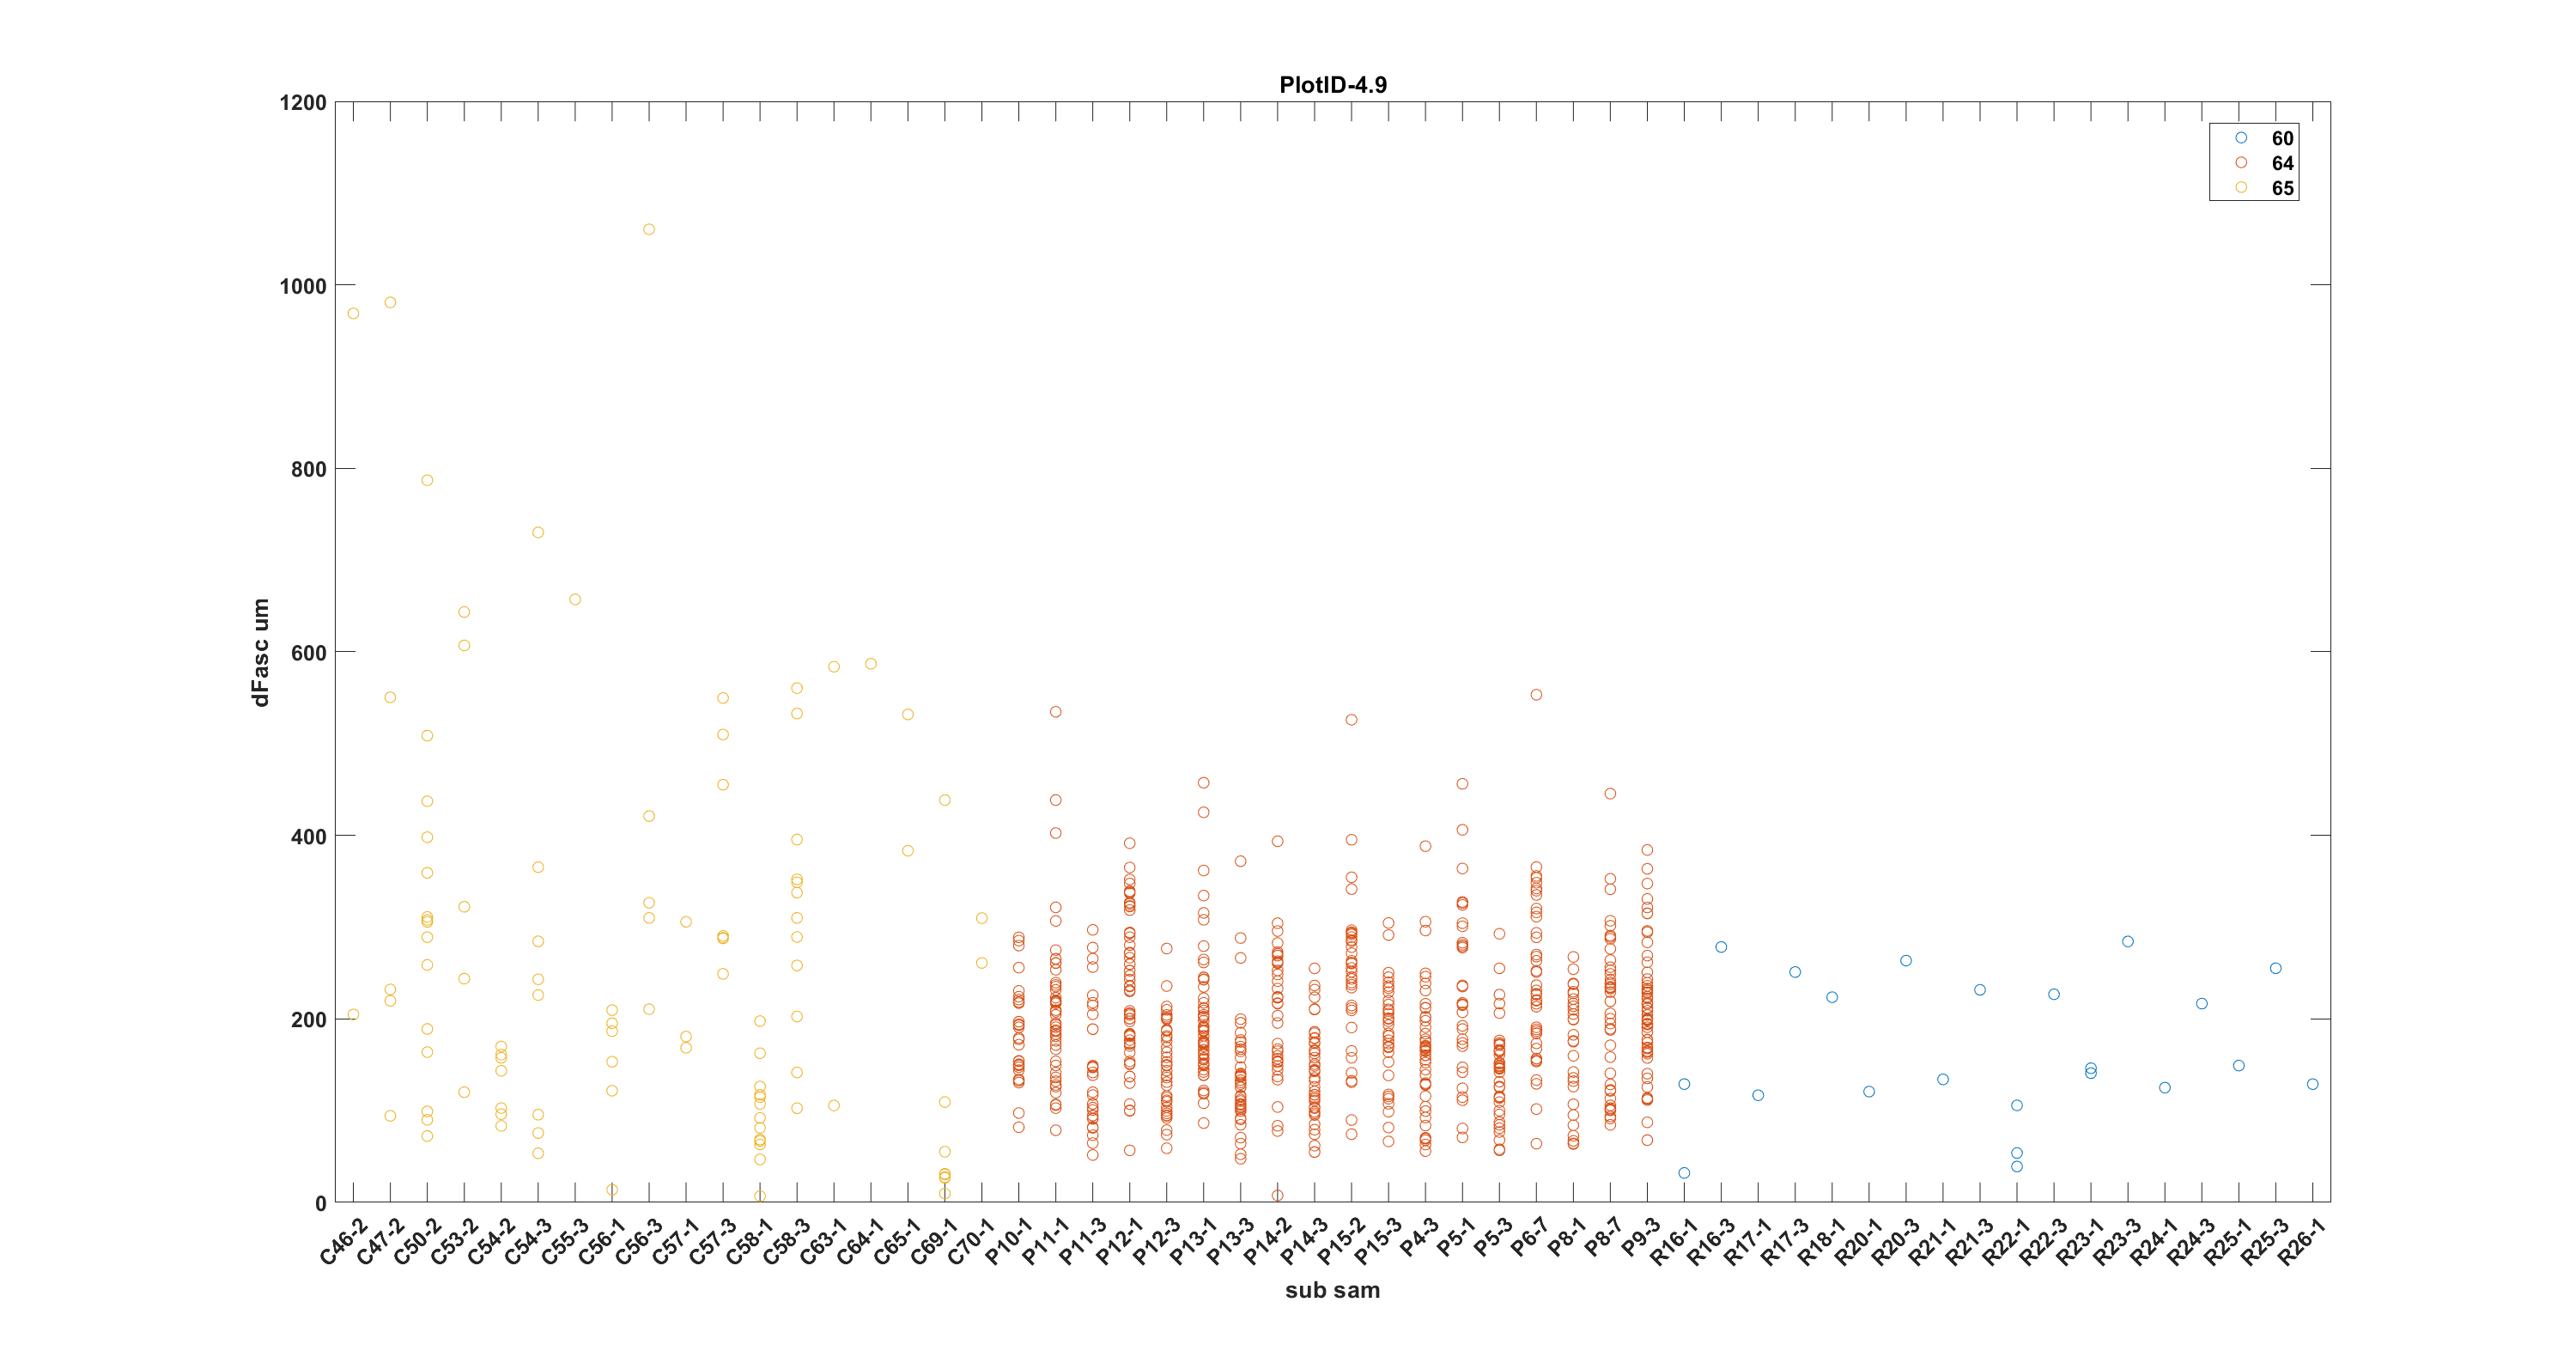 PlotID-4.9
1200
1000
800
600
400
200
0
dFasc um
60
64
65
C46-2
C47-2
C50-2
C53-2
C54-2
C54-3
C55-3
C56-1
C56-3
C57-1
C57-3
C58-1
C58-3
C63-1
C64-1
C65-1
C69-1
C70-1
P10-1
P11-1
P11-3
P12-1
P12-3
P13-1
P13-3
P14-2
P14-3
P15-2
P15-3
P4-3
P5-1
P5-3
P6-7
P8-1
P8-7
P9-3
R16-1
R16-3
R17-1
R17-3
R18-1
R20-1
R20-3
R21-1
R21-3
R22-1
R22-3
R23-1
R23-3
R24-1
R24-3
R25-1
R25-3
R26-1
sub sam